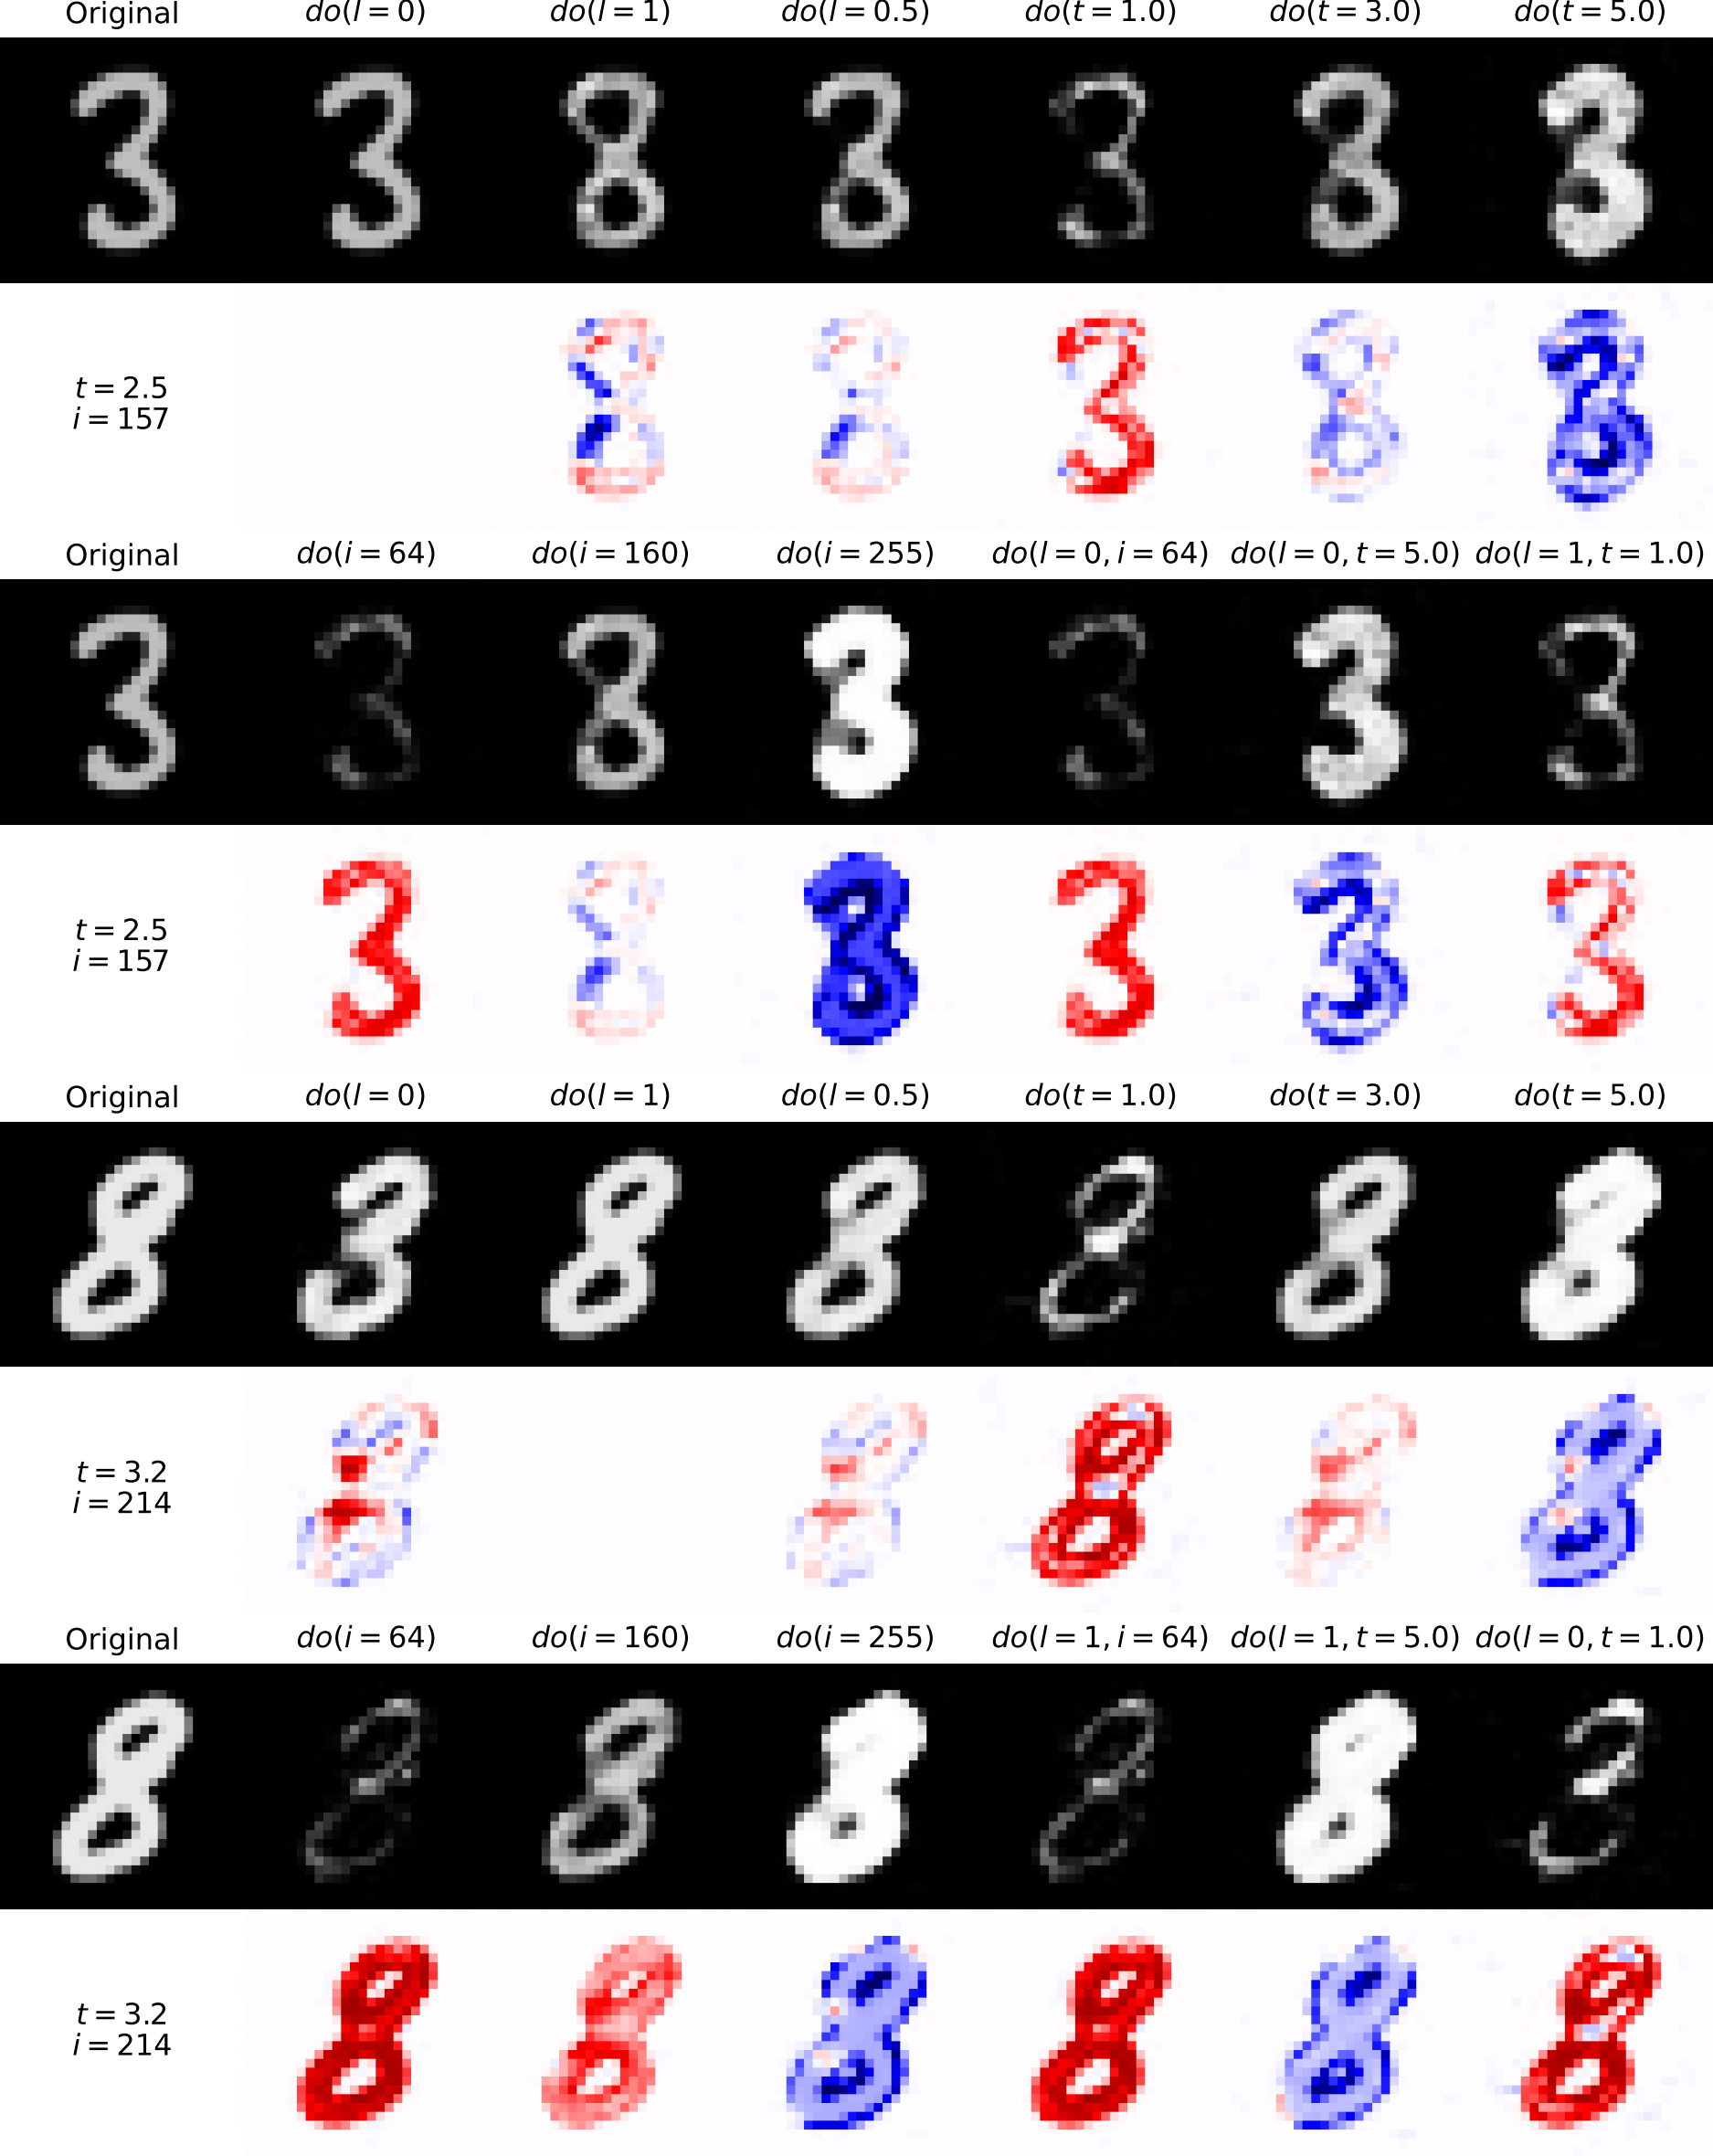 Original do(l = 0) do(l = 1) do(l = 0.5) do(t = 1.0) do(t = 3.0) do(t = 5.0)
t = 2.5
i = 157
Original do(i = 64) do(i = 160) do(i = 255) do(l = 0, i = 64) do(l = 0, t = 5.0) do(l = 1, t = 1.0)
t = 2.5
i = 157
Original do(l = 0) do(l = 1) do(l = 0.5) do(t = 1.0) do(t = 3.0) do(t = 5.0)
t = 3.2
i = 214
Original do(i = 64) do(i = 160) do(i = 255) do(l = 1, i = 64) do(l = 1, t = 5.0) do(l = 0, t = 1.0)
t = 3.2
i = 214